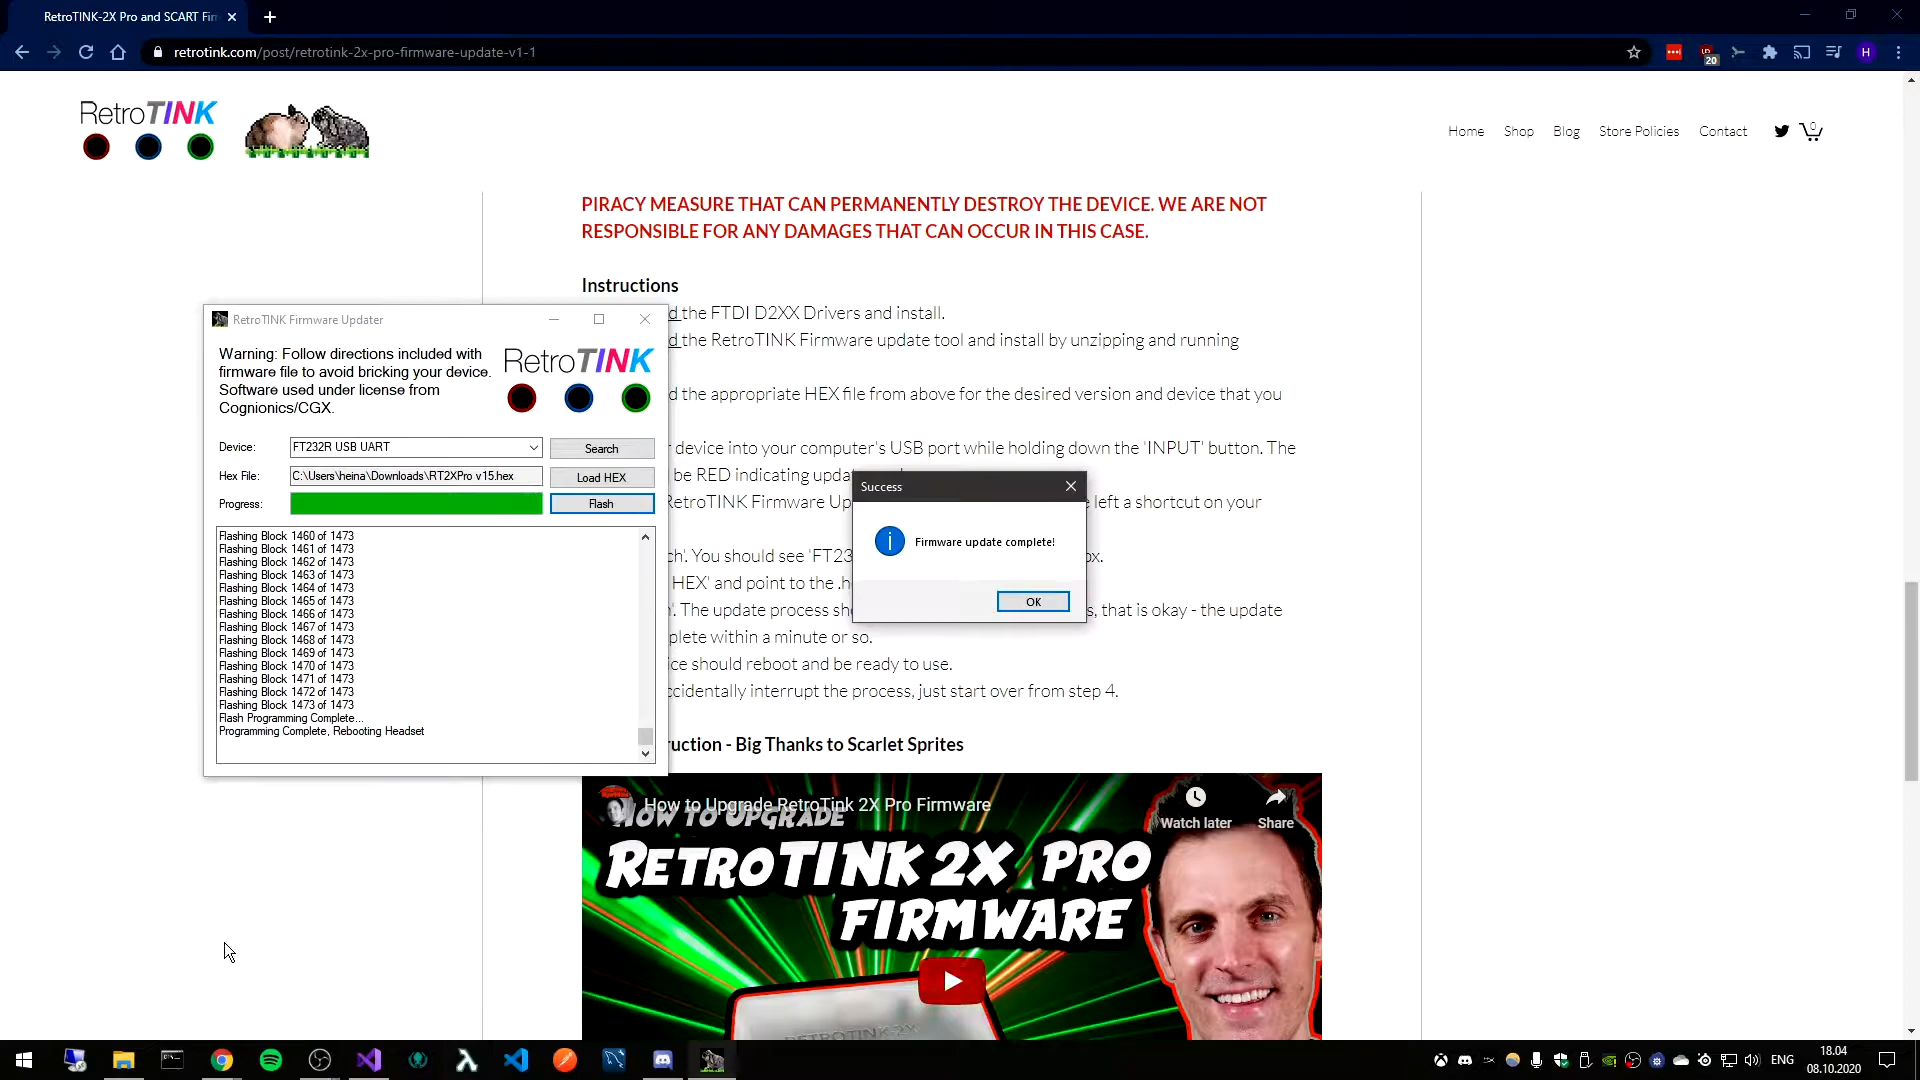 RetroTINK-2X Pro and SCART Fir
retrotink.com/post/retrotink-2x-pro-firmware-update-v1-1
20
H
RetroTINK
Home
Shop
Blog
Store Policies
Contact
0
PIRACY MEASURE THAT CAN PERMANENTLY DESTROY THE DEVICE. WE ARE NOT
RESPONSIBLE FOR ANY DAMAGES THAT CAN OCCUR IN THIS CASE.
Instructions
d the FTDI D2XX Drivers and install.
d the RetroTINK Firmware update tool and install by unzipping and running
d the appropriate HEX file from above for the desired version and device that you
device into your computer's USB port while holding down the 'INPUT' button. The
be RED indicating
left a shortcut on your
ch'. You should see 'FT23
HEX' and point to the .h
'. The update process sh
s, that is okay - the update
plete within a minute or so.
ice should reboot and be ready to use.
ccidentally interrupt the process, just start over from step 4.
ruction - Big Thanks to Scarlet Sprites
RetroTINK Firmware Updater
Warning: Follow directions included with
firmware file to avoid bricking your device.
Software used under license from
Cognionics/CGX.
RetroTINK
Device:
FT232R USB UART
Search
Hex File:
C:\Users\heina\Downloads\RT2XPro v15.hex
Load HEX
Progress:
Flash
Flashing Block 1460 of 1473
Flashing Block 1461 of 1473
Flashing Block 1462 of 1473
Flashing Block 1463 of 1473
Flashing Block 1464 of 1473
Flashing Block 1465 of 1473
Flashing Block 1466 of 1473
Flashing Block 1467 of 1473
Flashing Block 1468 of 1473
Flashing Block 1469 of 1473
Flashing Block 1470 of 1473
Flashing Block 1471 of 1473
Flashing Block 1472 of 1473
Flashing Block 1473 of 1473
Flash Programming Complete...
Programming Complete, Rebooting Headset
Success
Firmware update complete!
OK
How to Upgrade RetroTink 2X Pro Firmware
Watch later
Share
HOW TO UPGRADE
RETROTINK 2X PRO
FIRMWARE
RETROTINK-2X
ENG
18.04
08.10.2020